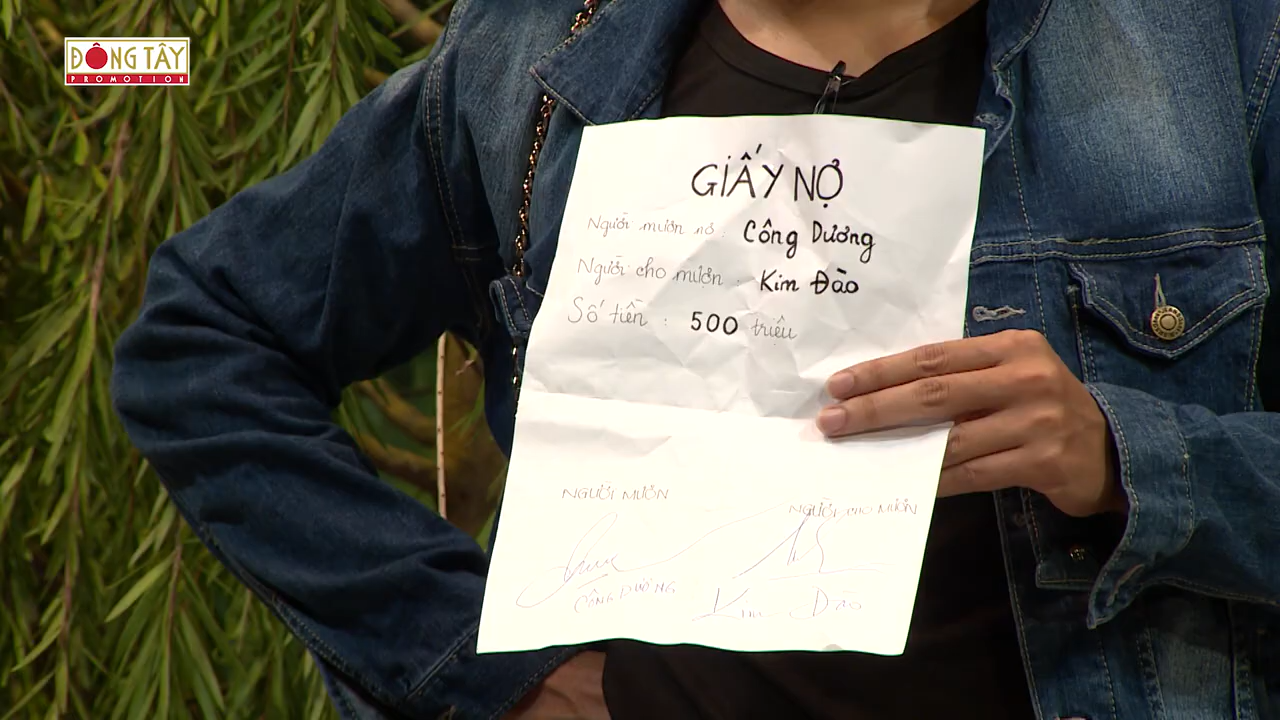 ĐÔNG TÂY
PROMOTION
GIẤY NỢ
Người mượn nợ : Công Dương
Người cho mượn : Kim Đào
Số tiền : 500 triệu
NGƯỜI MƯỢN
NGƯỜI CHO MƯỢN
CÔNG DƯƠNG
Kim Đào